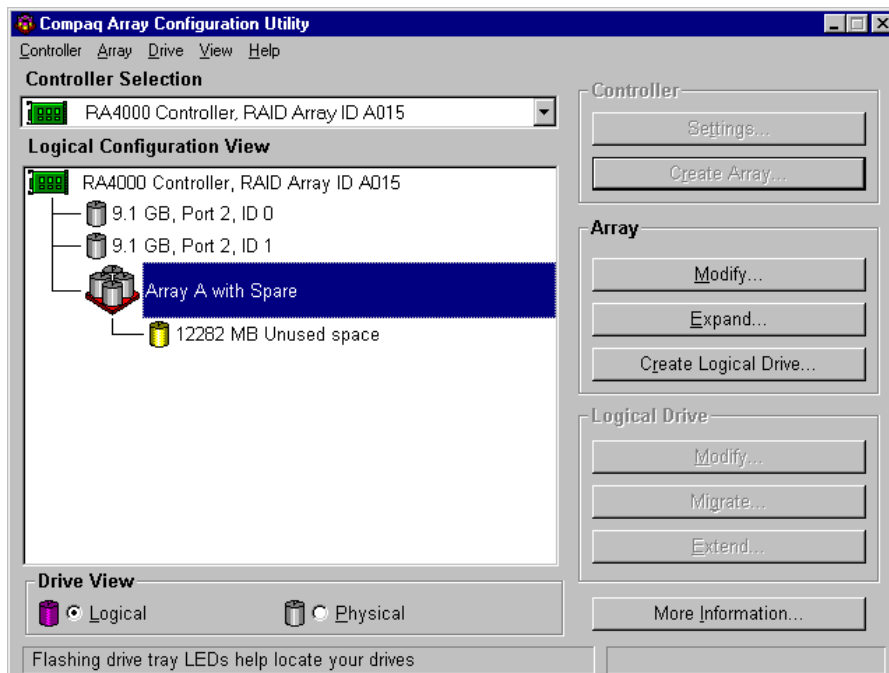 Compaq Array Configuration Utility
Controller Array Drive View Help
Controller Selection
RA4000 Controller, RAID Array ID A015
Logical Configuration View
RA4000 Controller, RAID Array ID A015
9.1 GB, Port 2, ID 0
9.1 GB, Port 2, ID 1
Array A with Spare
12282 MB Unused space
Drive View
Logical
Physical
Flashing drive tray LEDs help locate your drives
Controller
Settings...
Create Array...
Array
Modify...
Expand...
Create Logical Drive...
Logical Drive
Modify...
Migrate...
Extend...
More Information...